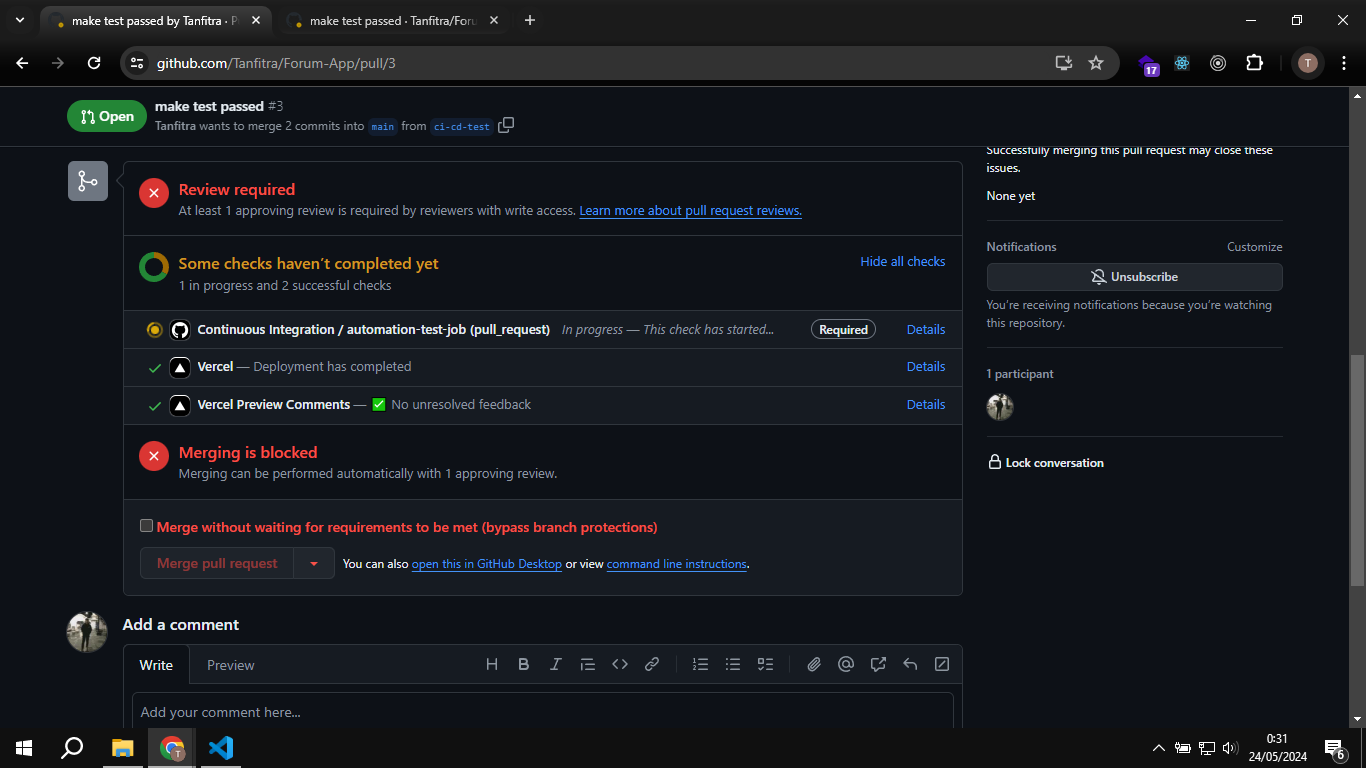 make test passed by Tanfitra · P
make test passed · Tanfitra/Foru
github.com/Tanfitra/Forum-App/pull/3
17
T
Open
make test passed #3
Tanfitra wants to merge 2 commits into main from ci-cd-test
Review required
At least 1 approving review is required by reviewers with write access. Learn more about pull request reviews.
Some checks haven't completed yet
1 in progress and 2 successful checks
Hide all checks
Continuous Integration / automation-test-job (pull_request) In progress — This check has started... Required Details
Vercel — Deployment has completed Details
Vercel Preview Comments — ✅ No unresolved feedback Details
Merging is blocked
Merging can be performed automatically with 1 approving review.
Merge without waiting for requirements to be met (bypass branch protections)
Merge pull request
You can also open this in GitHub Desktop or view command line instructions.
Add a comment
Write Preview
Add your comment here...
Successfully merging this pull request may close these
issues.
None yet
Notifications Customize
Unsubscribe
You're receiving notifications because you're watching
this repository.
1 participant
Lock conversation
T
0:31
24/05/2024
6